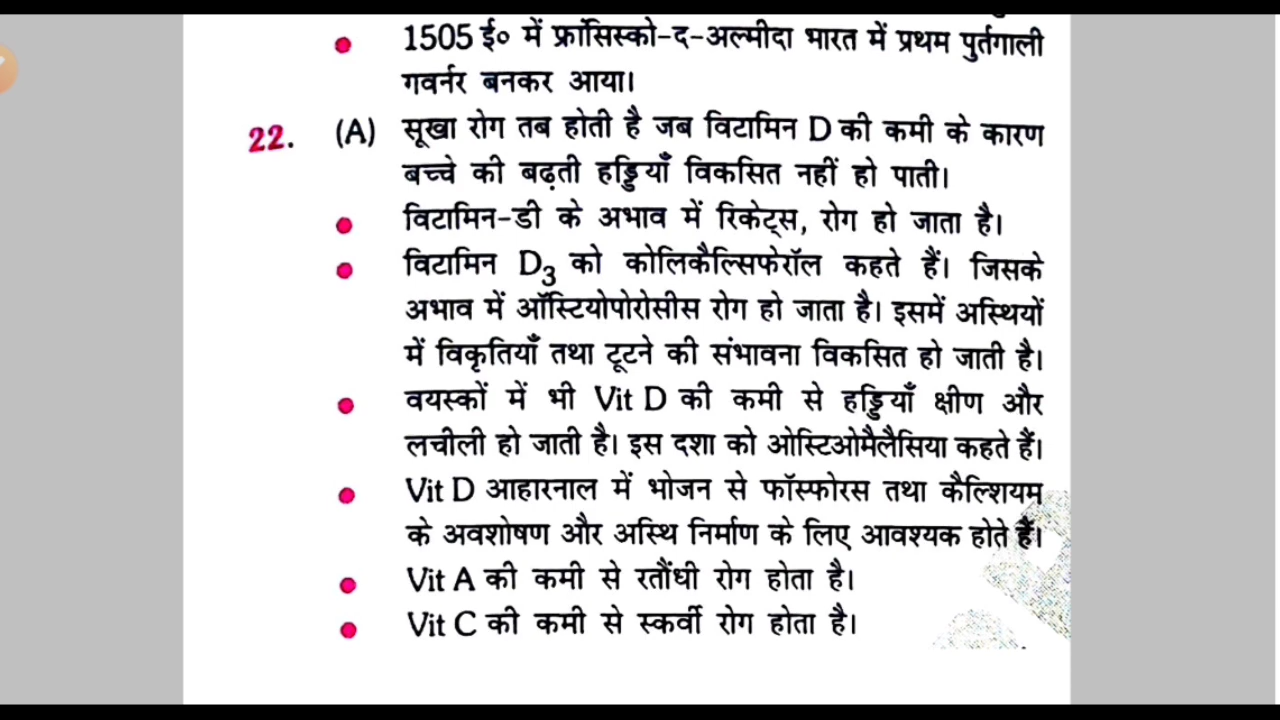 1505 ई० में फ्रांसिस्को-द-अल्मीदा भारत में प्रथम पुर्तगाली
गवर्नर बनकर आया।
22. (A) सूखा रोग तब होती है जब विटामिन D की कमी के कारण
बच्चे की बढ़ती हड्डियाँ विकसित नहीं हो पाती।
विटामिन-डी के अभाव में रिकेट्स, रोग हो जाता है।
विटामिन D₃ को कोलिकैल्सिफेरॉल कहते हैं। जिसके
अभाव में ऑस्टियोपोरोसीस रोग हो जाता है। इसमें अस्थियों
में विकृतियाँ तथा टूटने की संभावना विकसित हो जाती है।
वयस्कों में भी Vit D की कमी से हड्डियाँ क्षीण और
लचीली हो जाती है। इस दशा को ओस्टिओमैलैसिया कहते हैं।
Vit D आहारनाल में भोजन से फॉस्फोरस तथा कैल्शियम
के अवशोषण और अस्थि निर्माण के लिए आवश्यक होते हैं।
Vit A की कमी से रतौंधी रोग होता है।
Vit C की कमी से स्कर्वी रोग होता है।